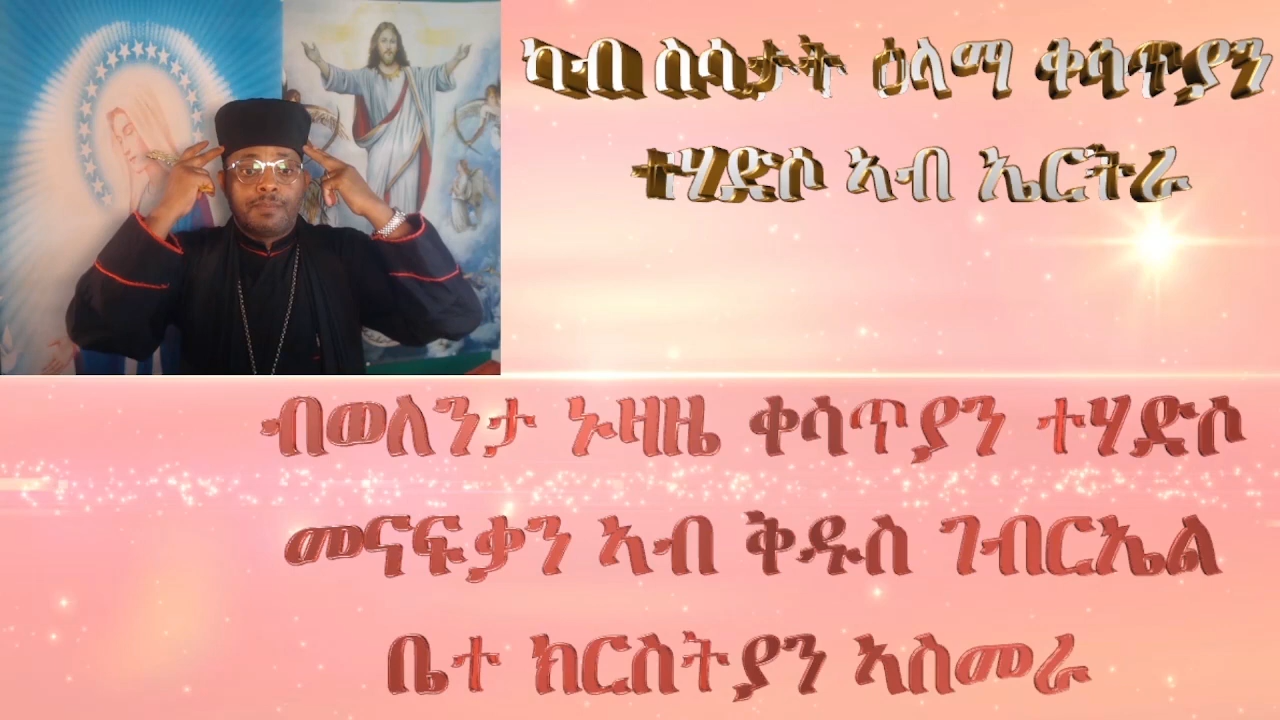 ካብ ስሳታት ዕላማ ቀሳጥያን
ተሃድሶ ኣብ ኤርትራ
ብወለንታ ኑዛዜ ቀሳጥያን ተሃድሶ
መናፍቃን ኣብ ቅዱስ ገብርኤል
ቤተ ክርስትያን ኣስመራ